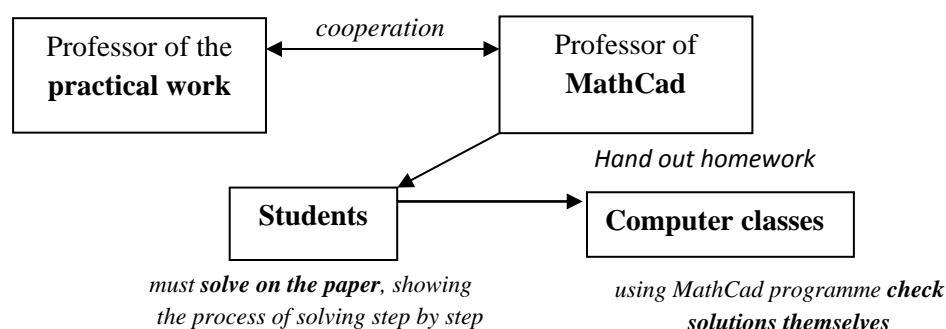 cooperation
Professor of the
practical work
Professor of
MathCad
Hand out homework
Students
Computer classes
must solve on the paper, showing
the process of solving step by step
using MathCad programme check
solutions themselves